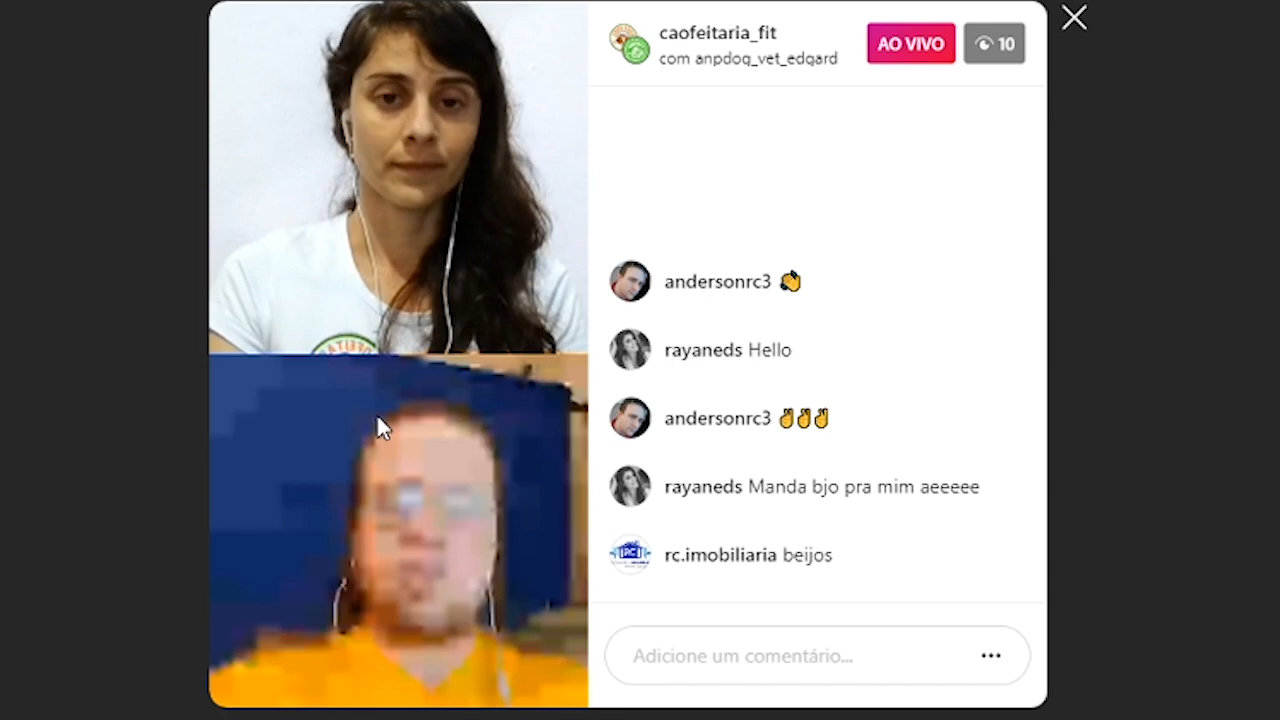 caofeitaria_fit
com anpdog_vet_edgard
AO VIVO
10
andersonrc3 👏
rayaneds Hello
andersonrc3 ✌✌✌
rayaneds Manda bjo pra mim aeeeee
rc.imobiliaria beijos
Adicione um comentário...